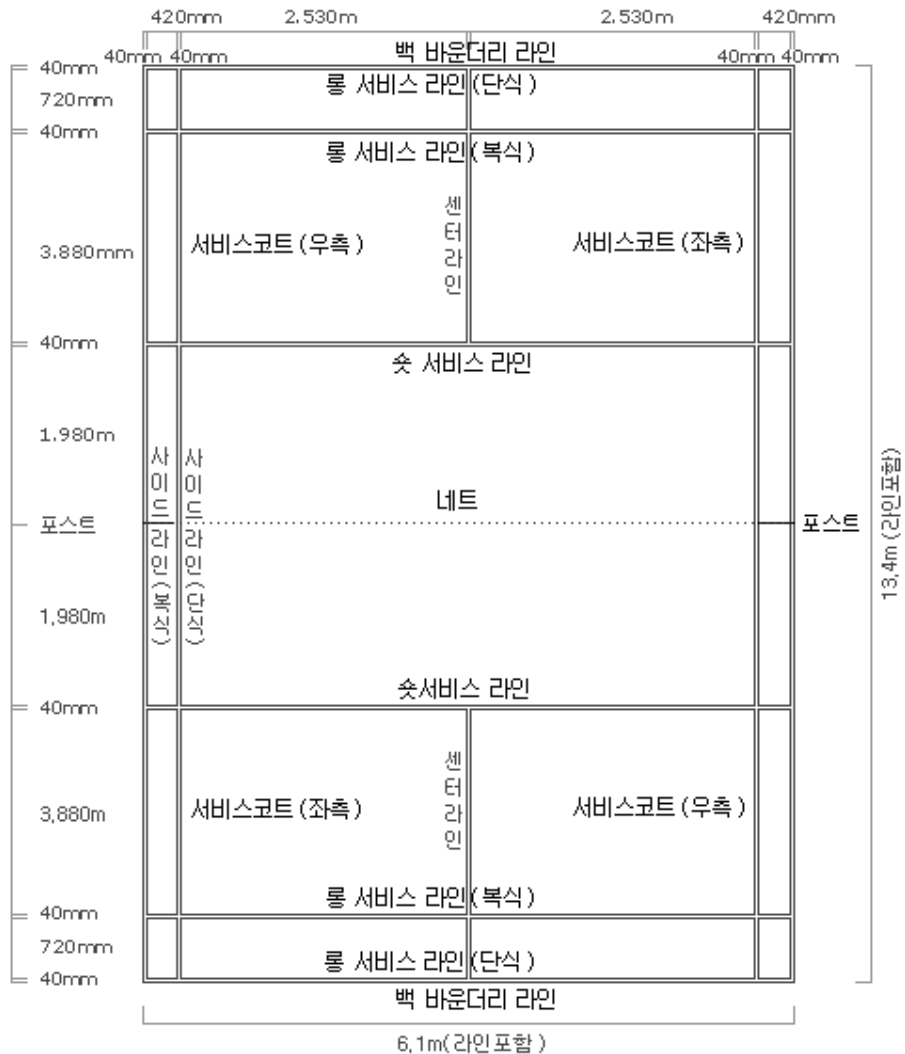 420mm 2.530m 2.530m 420mm
40mm 40mm 백 바운더리 라인 40mm 40mm
40mm
롱 서비스 라인(단식)
720mm
40mm
롱 서비스 라인(복식)
센터라인
서비스코트(우측) 서비스코트(좌측)
3.880mm
40mm
숏 서비스 라인
1.980m
사이드라인(복식)
사이드라인(단식)
네트
포스트 포스트
13,4m(라인포함)
1,980m
숏서비스 라인
40mm
센터라인
서비스코트(좌측) 서비스코트(우측)
3,880m
롱 서비스 라인(복식)
40mm
720mm
롱 서비스 라인(단식)
40mm
백 바운더리 라인
6,1m(라인포함)